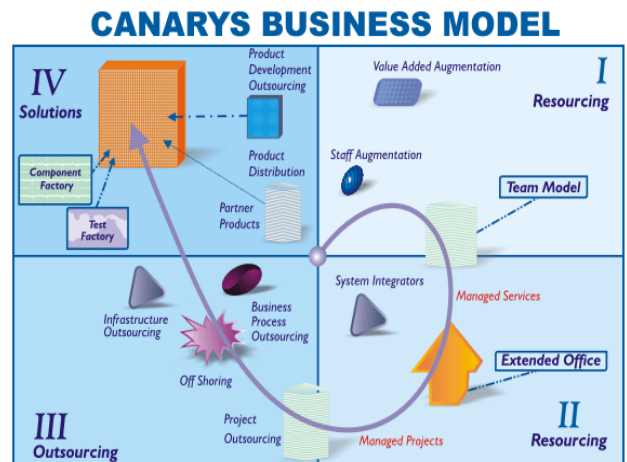 CANARYS BUSINESS MODEL
IV
Solutions
Product
Development
Outsourcing
Product
Distribution
Partner
Products
Component
Factory
Test
Factory
Value Added Augmentation
I
Resourcing
Staff Augmentation
Team Model
Infrastructure
Outsourcing
Business
Process
Outsourcing
Off Shoring
III
Outsourcing
Project
Outsourcing
System Integrators
Managed Services
Extended Office
II
Resourcing
Managed Projects